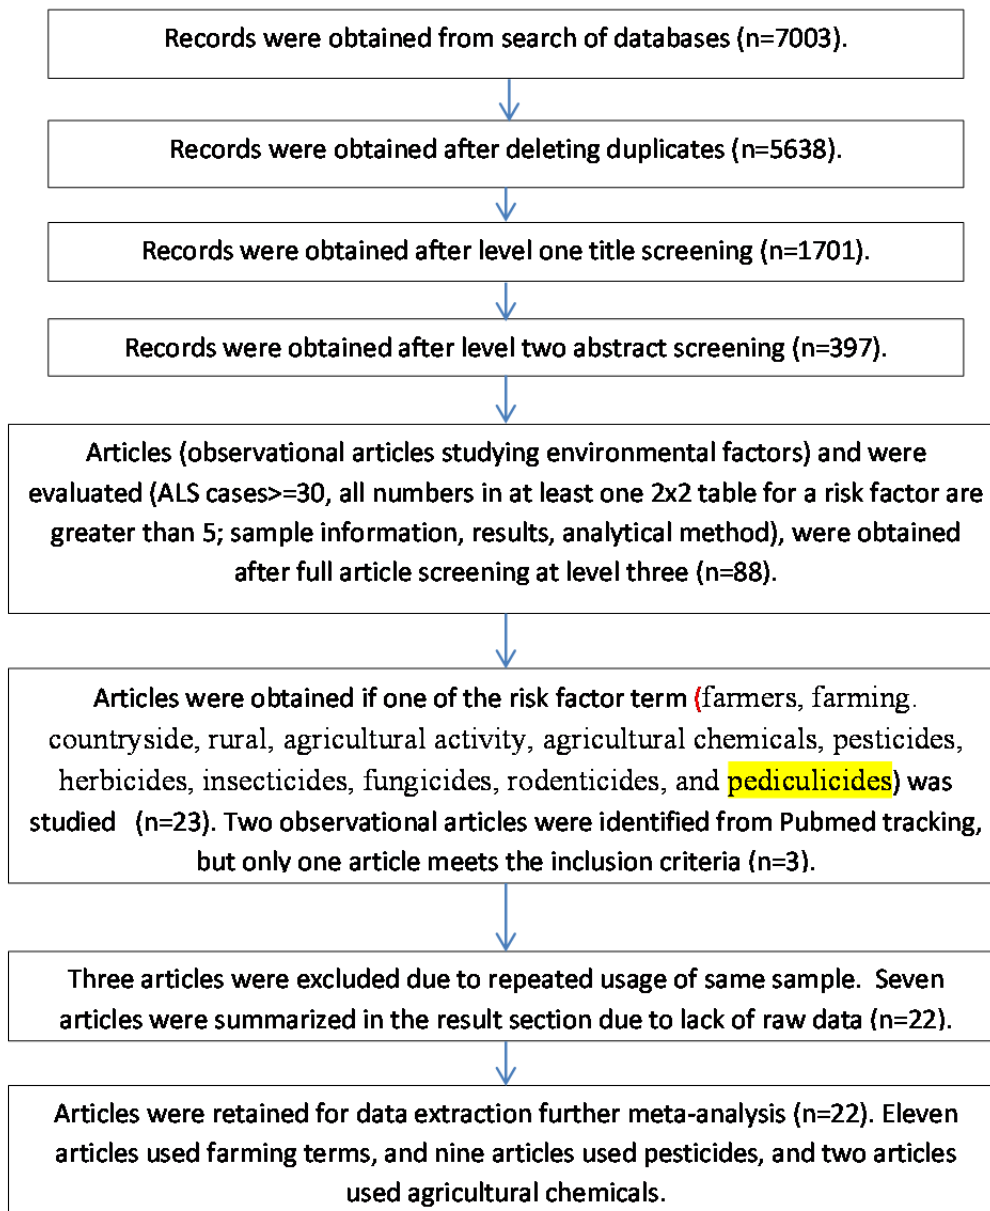 Records were obtained from search of databases (n=7003).
Records were obtained after deleting duplicates (n=5638).
Records were obtained after level one title screening (n=1701).
Records were obtained after level two abstract screening (n=397).
Articles (observational articles studying environmental factors) and were
evaluated (ALS cases>=30, all numbers in at least one 2x2 table for a risk factor are
greater than 5; sample information, results, analytical method), were obtained
after full article screening at level three (n=88).
Articles were obtained if one of the risk factor term (farmers, farming.
countryside, rural, agricultural activity, agricultural chemicals, pesticides,
herbicides, insecticides, fungicides, rodenticides, and pediculicides) was
studied (n=23). Two observational articles were identified from Pubmed tracking,
but only one article meets the inclusion criteria (n=3).
Three articles were excluded due to repeated usage of same sample. Seven
articles were summarized in the result section due to lack of raw data (n=22).
Articles were retained for data extraction further meta-analysis (n=22). Eleven
articles used farming terms, and nine articles used pesticides, and two articles
used agricultural chemicals.